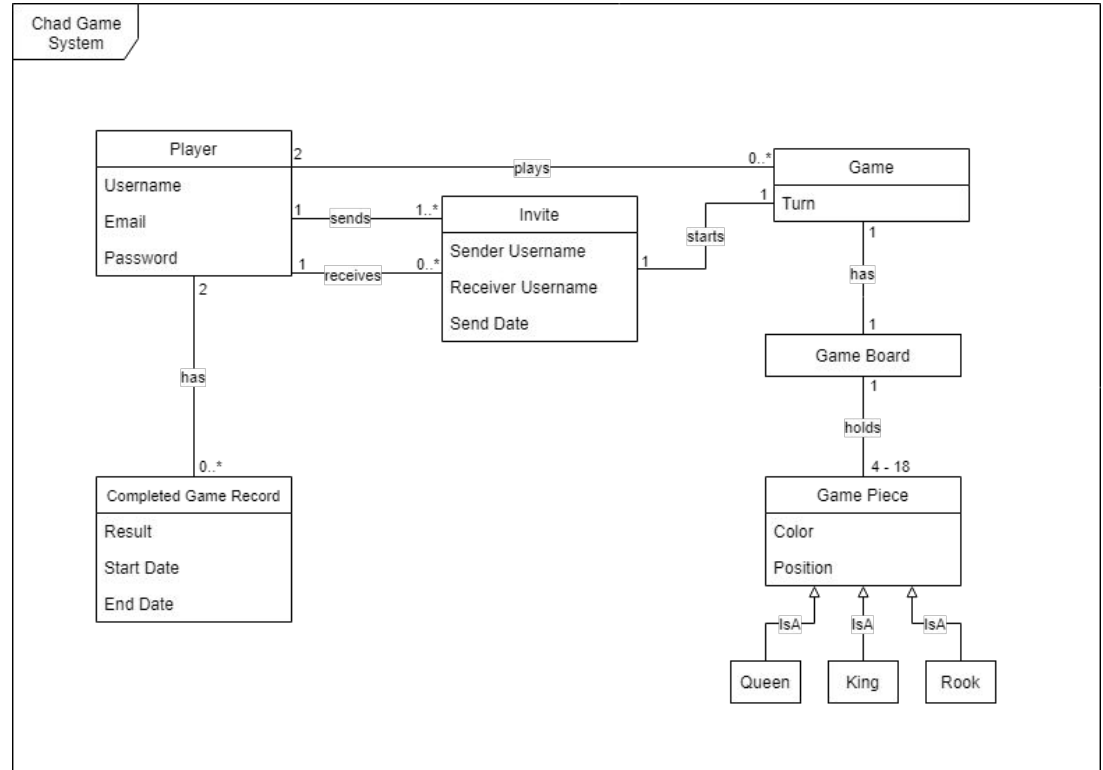 Chad Game
System
Player
Username
Email
Password
2
plays
0..*
Game
Turn
1
sends
1..*
Invite
Sender Username
Receiver Username
Send Date
1
receives
0..*
1
starts
1
2
has
0..*
Completed Game Record
Result
Start Date
End Date
1
has
1
Game Board
1
holds
4 - 18
Game Piece
Color
Position
IsA
IsA
IsA
Queen
King
Rook